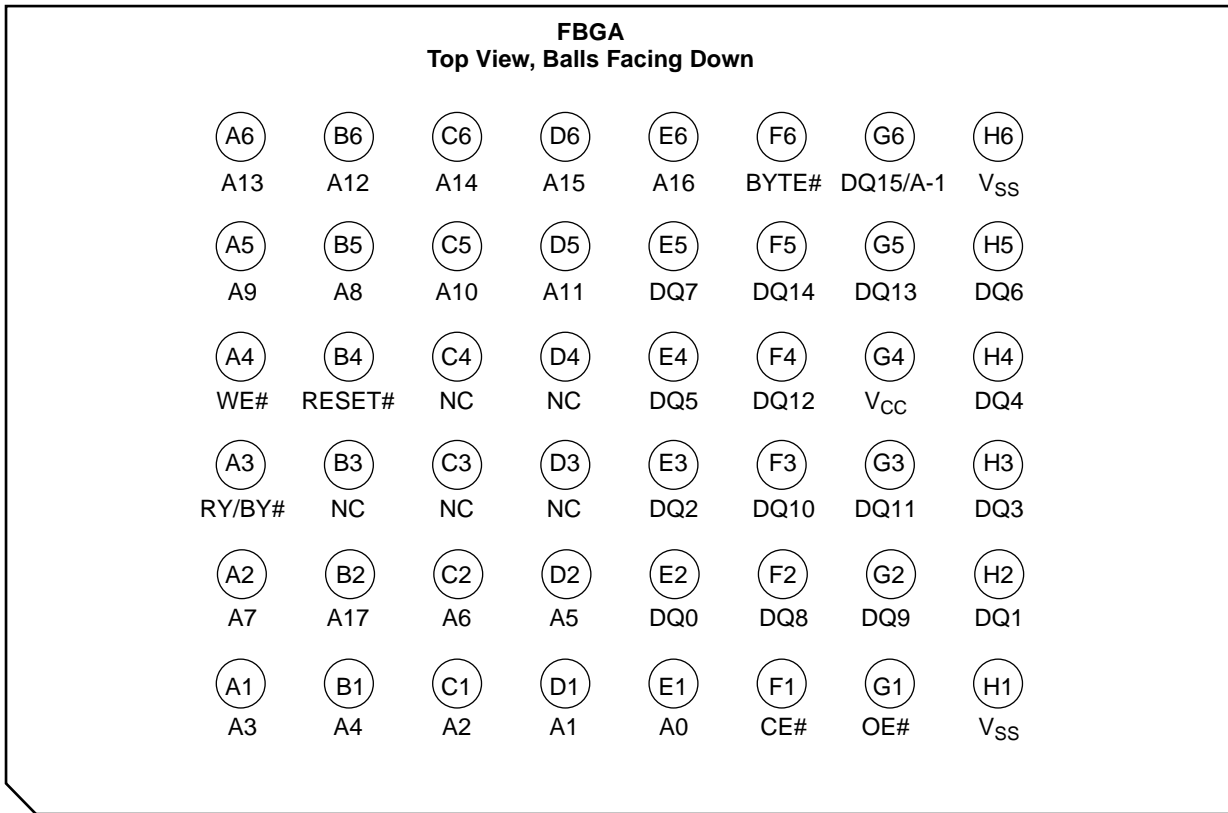 FBGA
Top View, Balls Facing Down
A6 B6 C6 D6 E6 F6 G6 H6
A13 A12 A14 A15 A16 BYTE# DQ15/A-1 VSS
A5 B5 C5 D5 E5 F5 G5 H5
A9 A8 A10 A11 DQ7 DQ14 DQ13 DQ6
A4 B4 C4 D4 E4 F4 G4 H4
WE# RESET# NC NC DQ5 DQ12 VCC DQ4
A3 B3 C3 D3 E3 F3 G3 H3
RY/BY# NC NC NC DQ2 DQ10 DQ11 DQ3
A2 B2 C2 D2 E2 F2 G2 H2
A7 A17 A6 A5 DQ0 DQ8 DQ9 DQ1
A1 B1 C1 D1 E1 F1 G1 H1
A3 A4 A2 A1 A0 CE# OE# VSS